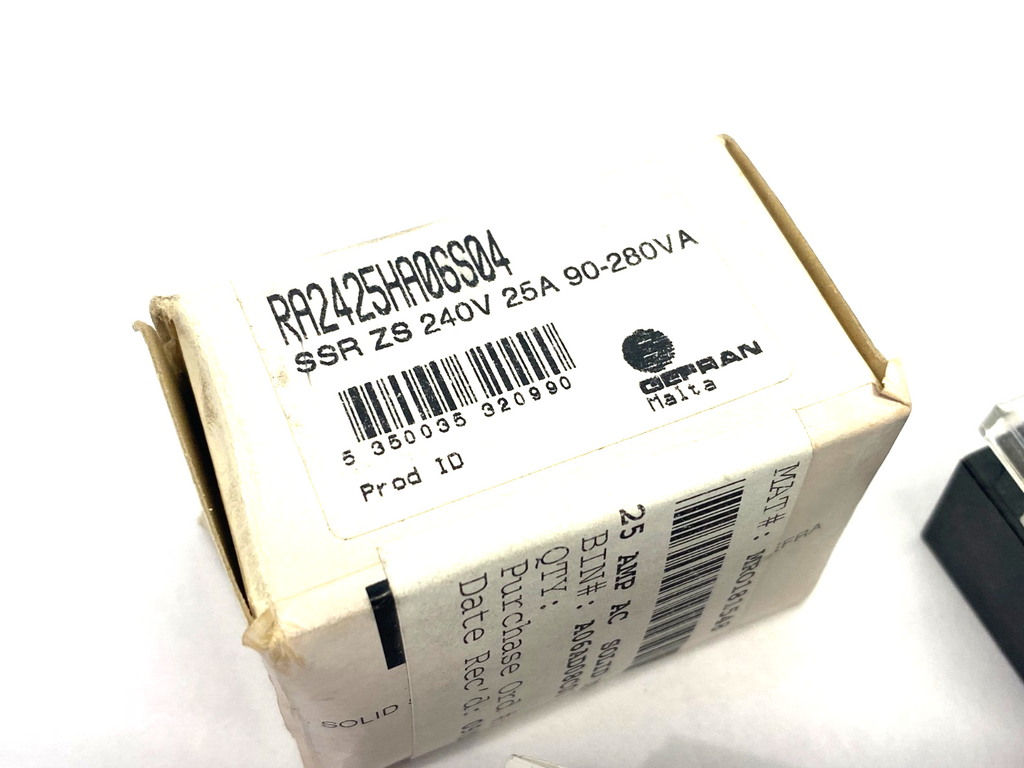 RA2425HA06S04
SSR ZS 240V 25A 90-280VA
5 350035 320990
GEFRAN
Malta
Prod ID
MAT#:
25 AMP AC SOLID
BIN#:
QTY:
Purchase Ord
Date Rec'd:
SOLID